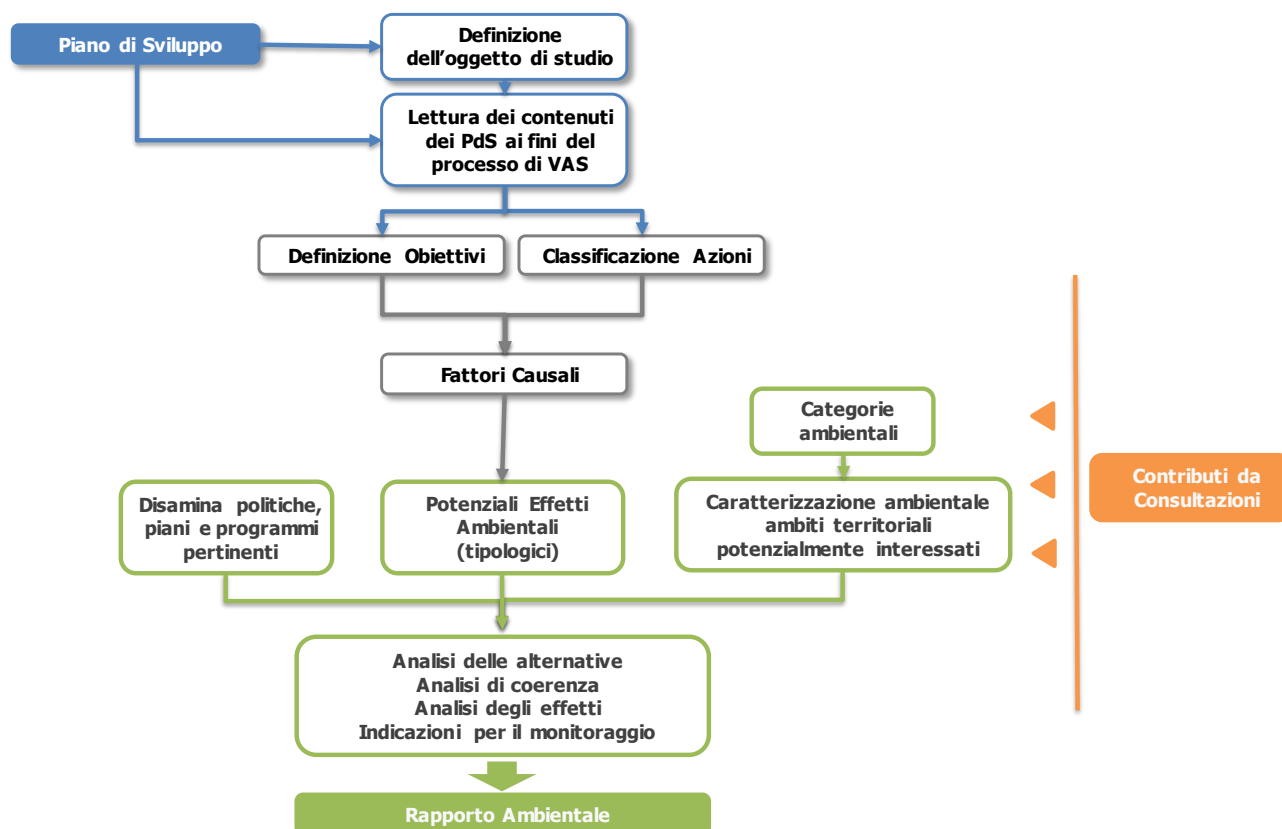 Piano di Sviluppo
Definizione
dell’oggetto di studio
Lettura dei contenuti
dei PdS ai fini del
processo di VAS
Definizione Obiettivi
Classificazione Azioni
Fattori Causali
Categorie
ambientali
Contributi da
Consultazioni
Disamina politiche,
piani e programmi
pertinenti
Potenziali Effetti
Ambientali
(tipologici)
Caratterizzazione ambientale
ambiti territoriali
potenzialmente interessati
Analisi delle alternative
Analisi di coerenza
Analisi degli effetti
Indicazioni per il monitoraggio
Rapporto Ambientale